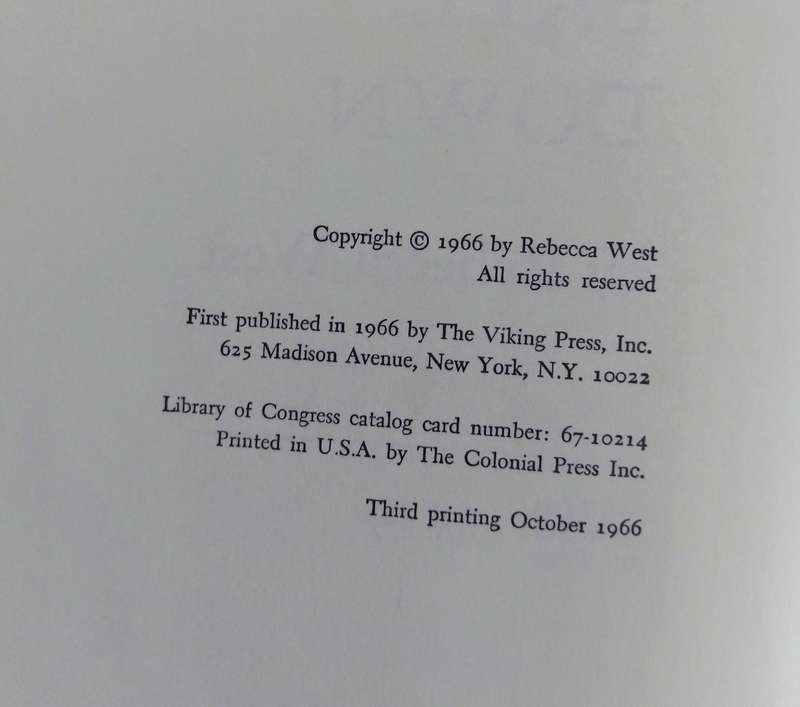 DOWN
Copyright © 1966 by Rebecca West
All rights reserved
First published in 1966 by The Viking Press, Inc.
625 Madison Avenue, New York, N.Y. 10022
Library of Congress catalog card number: 67-10214
Printed in U.S.A. by The Colonial Press Inc.
Third printing October 1966